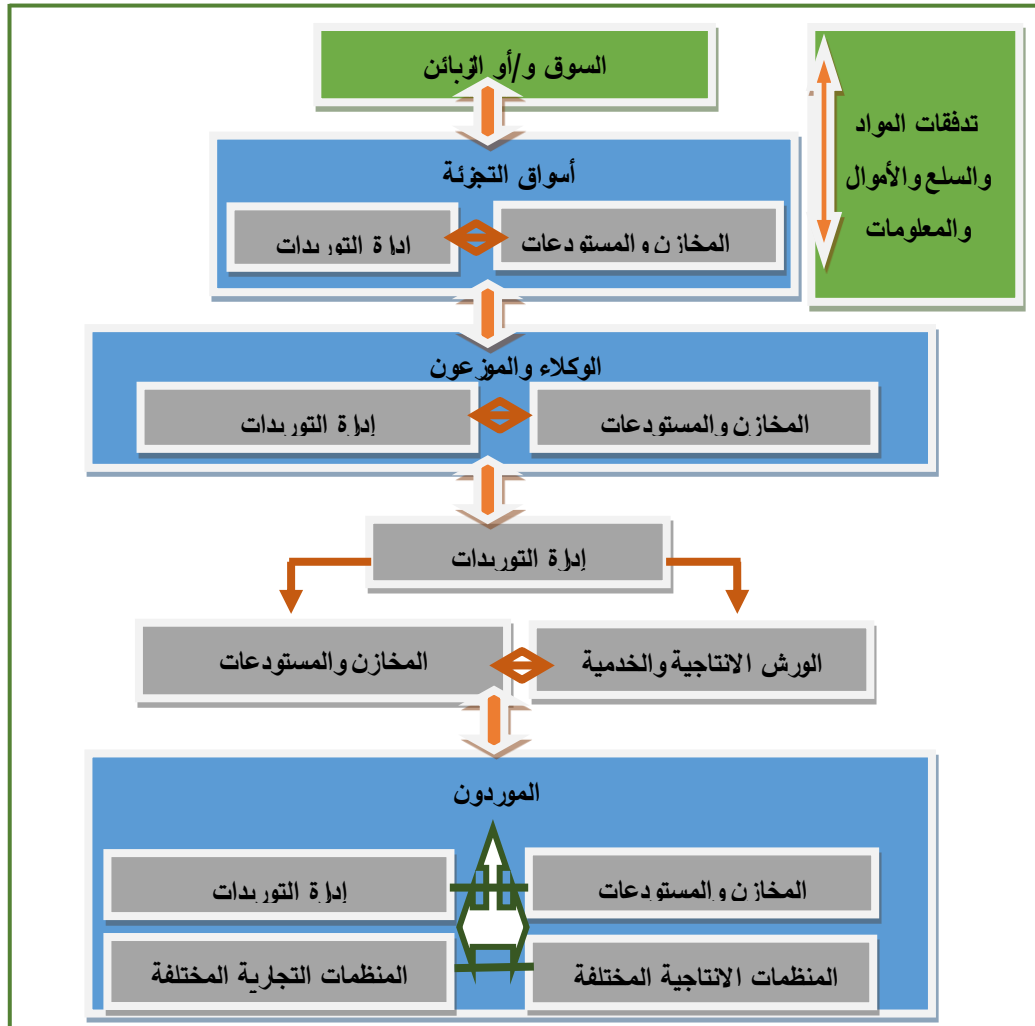 السوق و/أو الزبائن
تدفقات المواد
والسلع والأموال
والمعلومات
أسواق التجزئة
المخازن والمستودعات
إدارة التوريدات
الوكلاء والموزعون
المخازن والمستودعات
إدارة التوريدات
إدارة التوريدات
الورش الانتاجية والخدمية
المخازن والمستودعات
الموردون
المخازن والمستودعات
إدارة التوريدات
المنظمات الانتاجية المختلفة
المنظمات التجارية المختلفة